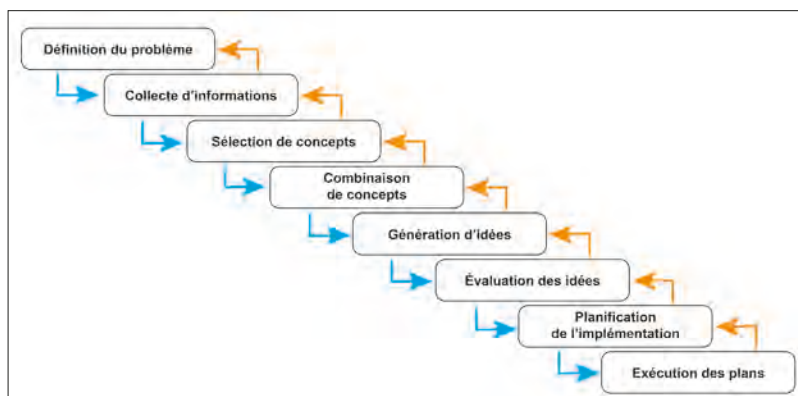 Définition du problème
Collecte d'informations
Sélection de concepts
Combinaison
de concepts
Génération d'idées
Évaluation des idées
Planification
de l'implémentation
Exécution des plans